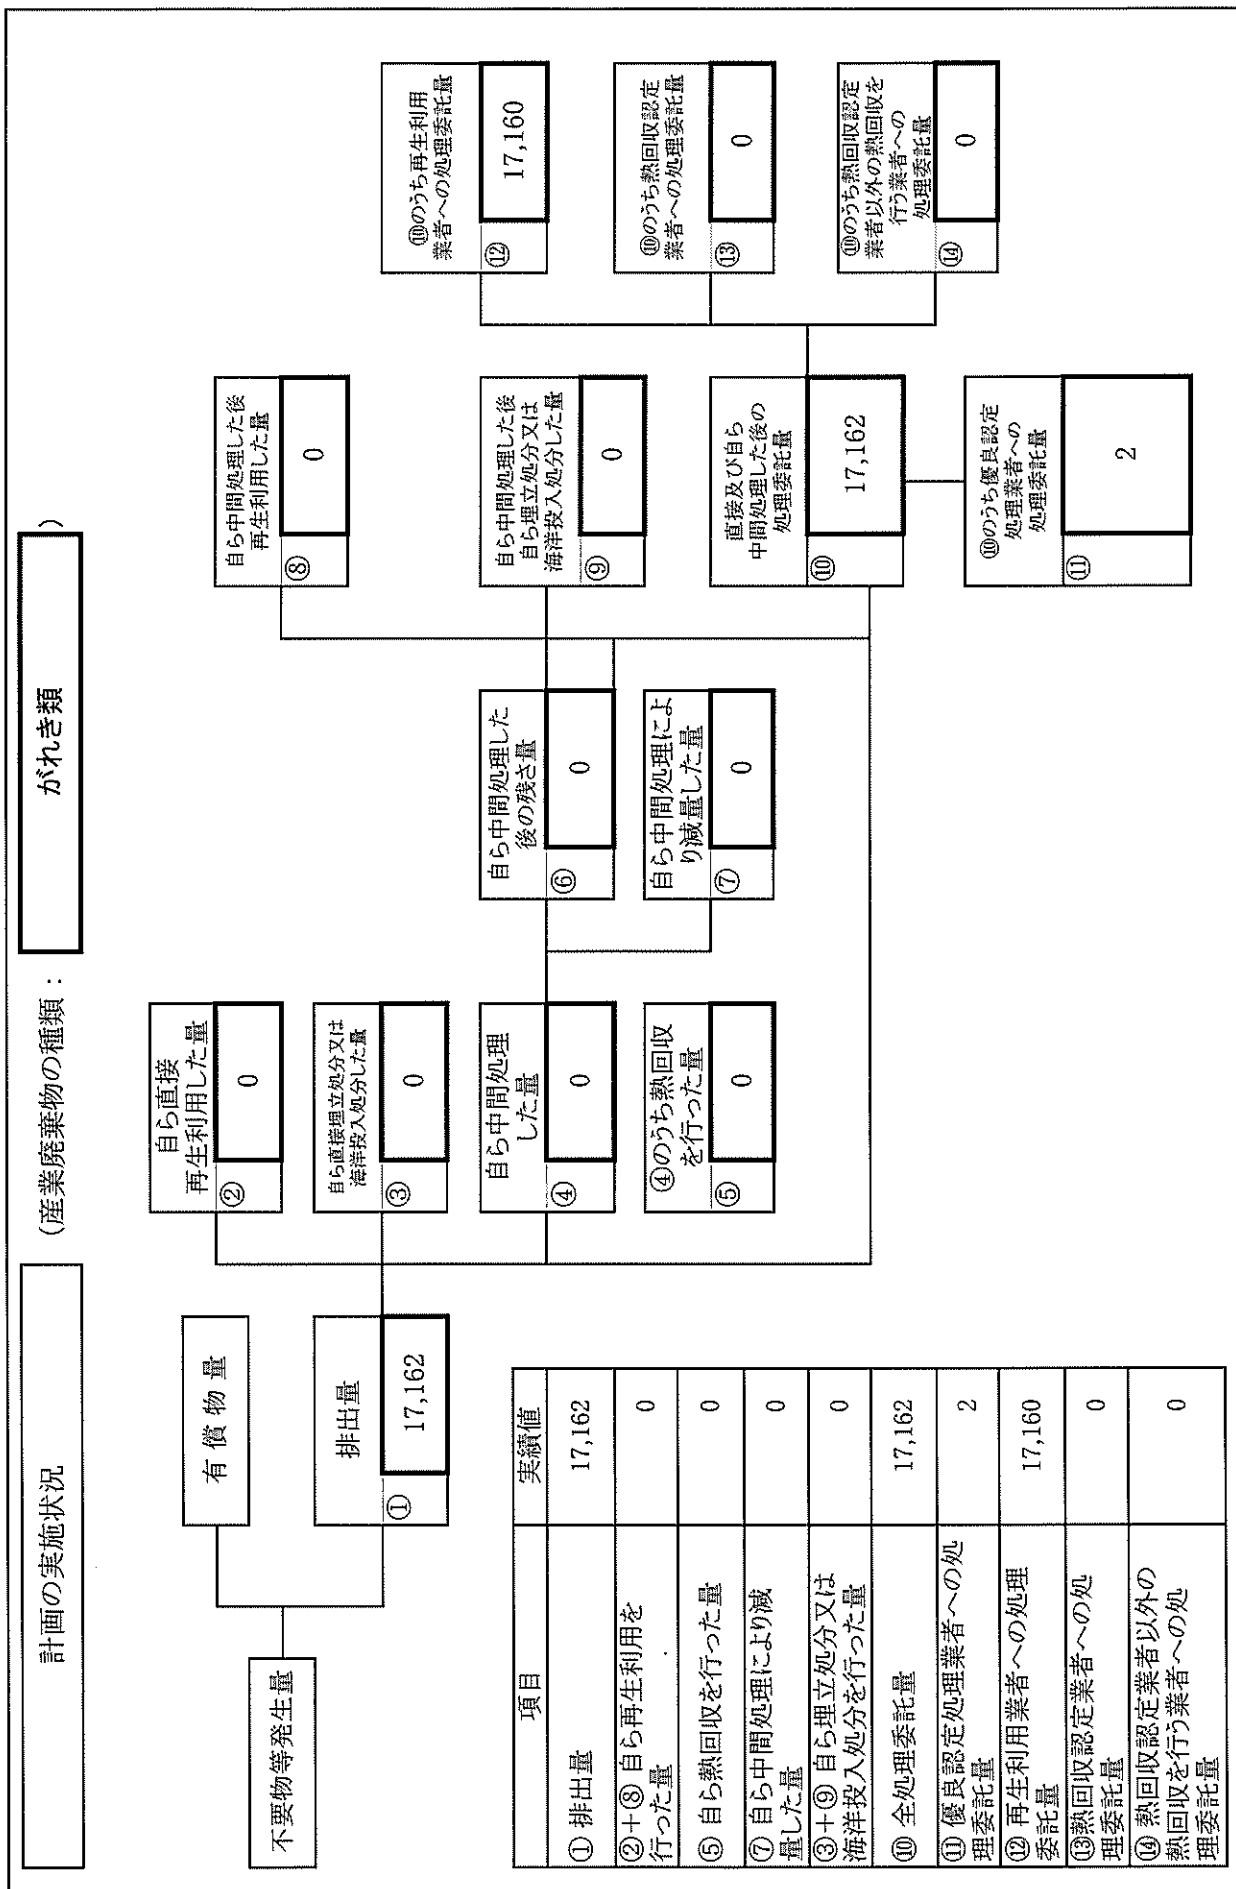 計画の実施状況
(産業廃棄物の種類：
がれき類
)
不要物等発生量
有 償 物 量
排出量
①
17,162
自ら直接
再生利用した量
②
0
自ら直接埋立処分又は
海洋投入処分した量
③
0
自ら中間処理
した量
④
0
④のうち熱回収
を行った量
⑤
0
自ら中間処理した
後の残さ量
⑥
0
自ら中間処理によ
り減量した量
⑦
0
自ら中間処理した後
再生利用した量
⑧
0
自ら中間処理した後
自ら埋立処分又は
海洋投入処分した量
⑨
0
直接及び自ら
中間処理した後の
処理委託量
⑩
17,162
⑩のうち優良認定
処理業者への
処理委託量
⑪
2
⑩のうち再生利用
業者への処理委託量
⑫
17,160
⑩のうち熱回収認定
業者への処理委託量
⑬
0
⑩のうち熱回収認定
業者以外の熱回収を
行う業者への
処理委託量
⑭
0
項目
実績値
① 排出量
17,162
②+⑧ 自ら再生利用を
行った量
0
⑤ 自ら熱回収を行った量
0
⑦ 自ら中間処理により減
量した量
0
③+⑨ 自ら埋立処分又は
海洋投入処分を行った量
0
⑩ 全処理委託量
17,162
⑪ 優良認定処理業者への処
理委託量
2
⑫ 再生利用業者への処理
委託量
17,160
⑬熱回収認定業者への処
理委託量
0
⑭ 熱回収認定業者以外の
熱回収を行う業者への処
理委託量
0